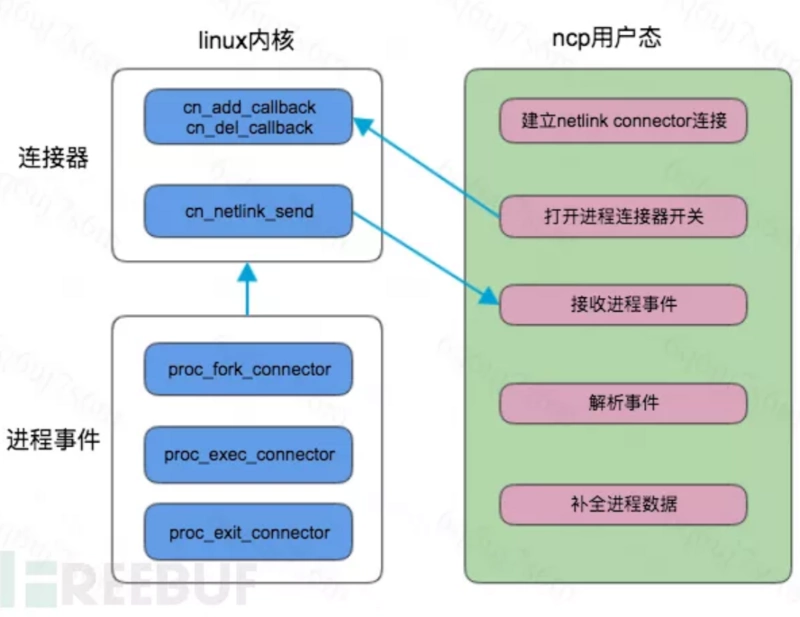 linux内核
ncp用户态
连接器
cn_add_callback
cn_del_callback
cn_netlink_send
进程事件
proc_fork_connector
proc_exec_connector
proc_exit_connector
建立netlink connector连接
打开进程连接器开关
接收进程事件
解析事件
补全进程数据
FREEBUF